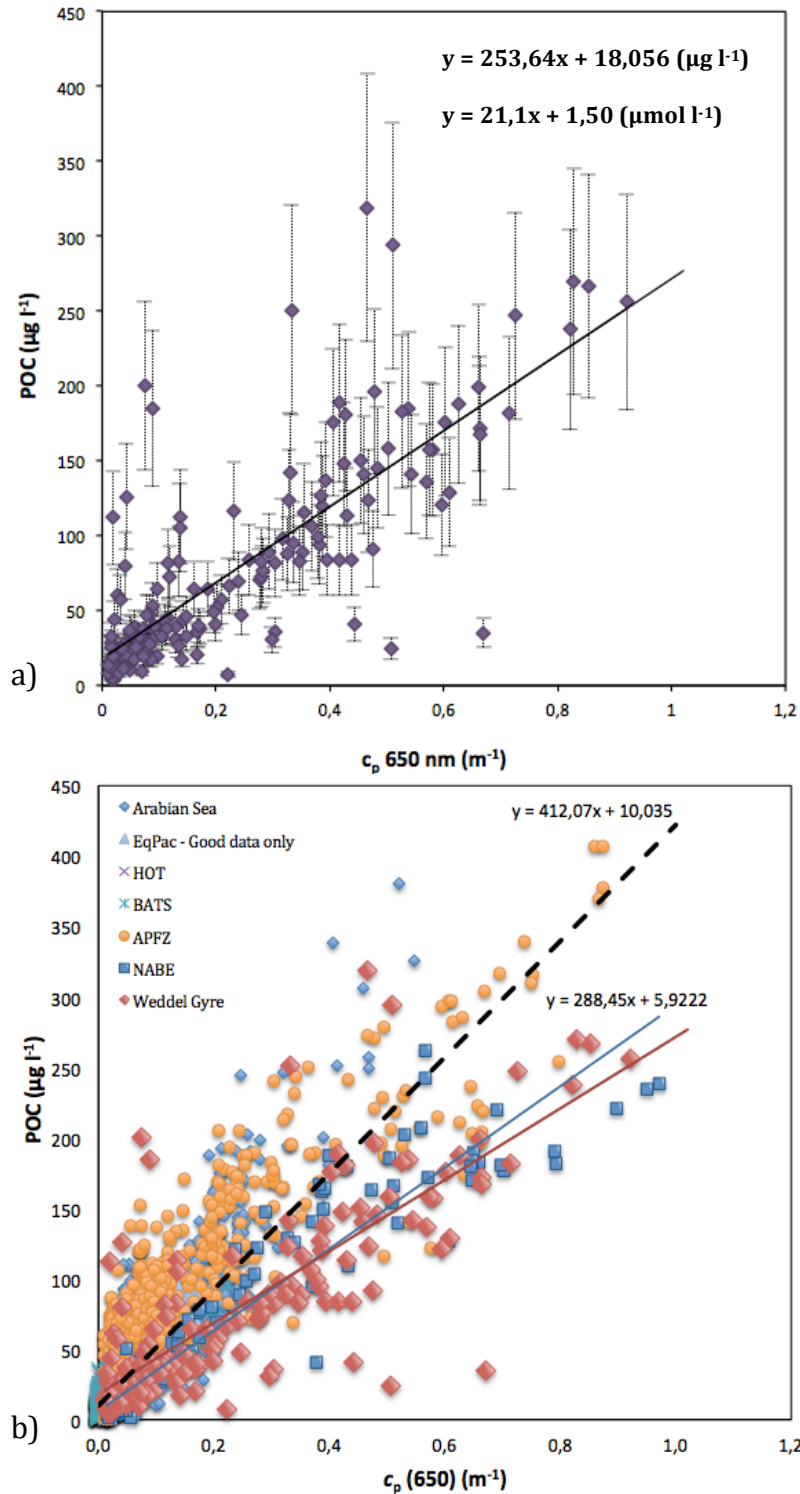 450
400
350
300
250
200
150
100
50
0
POC (µg l⁻¹)
y = 253,64x + 18,056 (µg l⁻¹)
y = 21,1x + 1,50 (µmol l⁻¹)
a)
0 0,2 0,4 0,6 0,8 1 1,2
cₚ 650 nm (m⁻¹)
450
400
350
300
250
200
150
100
50
0
POC (µg l⁻¹)
Arabian Sea
EqPac - Good data only
HOT
BATS
APFZ
NABE
Weddel Gyre
y = 412,07x + 10,035
y = 288,45x + 5,9222
b)
0,0 0,2 0,4 0,6 0,8 1,0 1,2
cₚ (650) (m⁻¹)